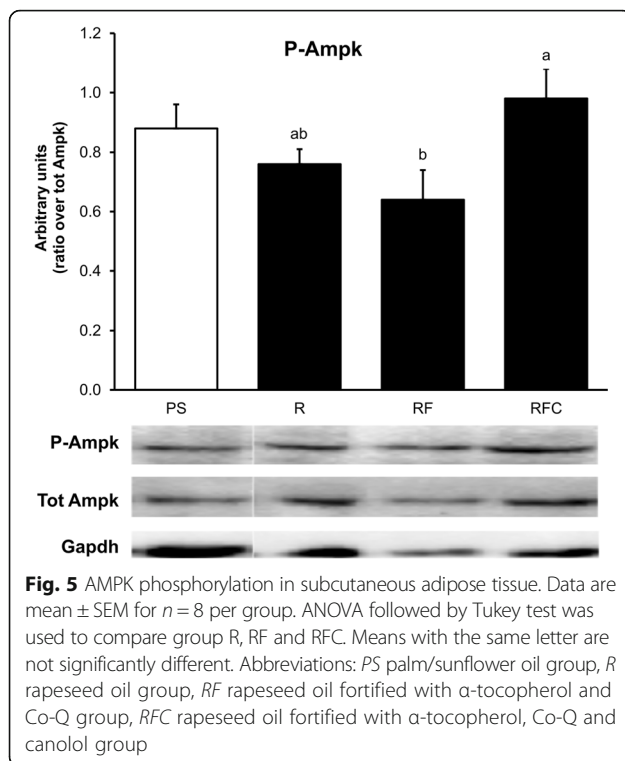 P-Ampk
1.2
1.0
0.8
0.6
0.4
0.2
0.0
Arbitrary units
(ratio over tot Ampk)
ab
b
a
PS R RF RFC
P-Ampk
Tot Ampk
Gapdh
Fig. 5 AMPK phosphorylation in subcutaneous adipose tissue. Data are
mean ± SEM for n = 8 per group. ANOVA followed by Tukey test was
used to compare group R, RF and RFC. Means with the same letter are
not significantly different. Abbreviations: PS palm/sunflower oil group, R
rapeseed oil group, RF rapeseed oil fortified with α-tocopherol and
Co-Q group, RFC rapeseed oil fortified with α-tocopherol, Co-Q and
canolol group